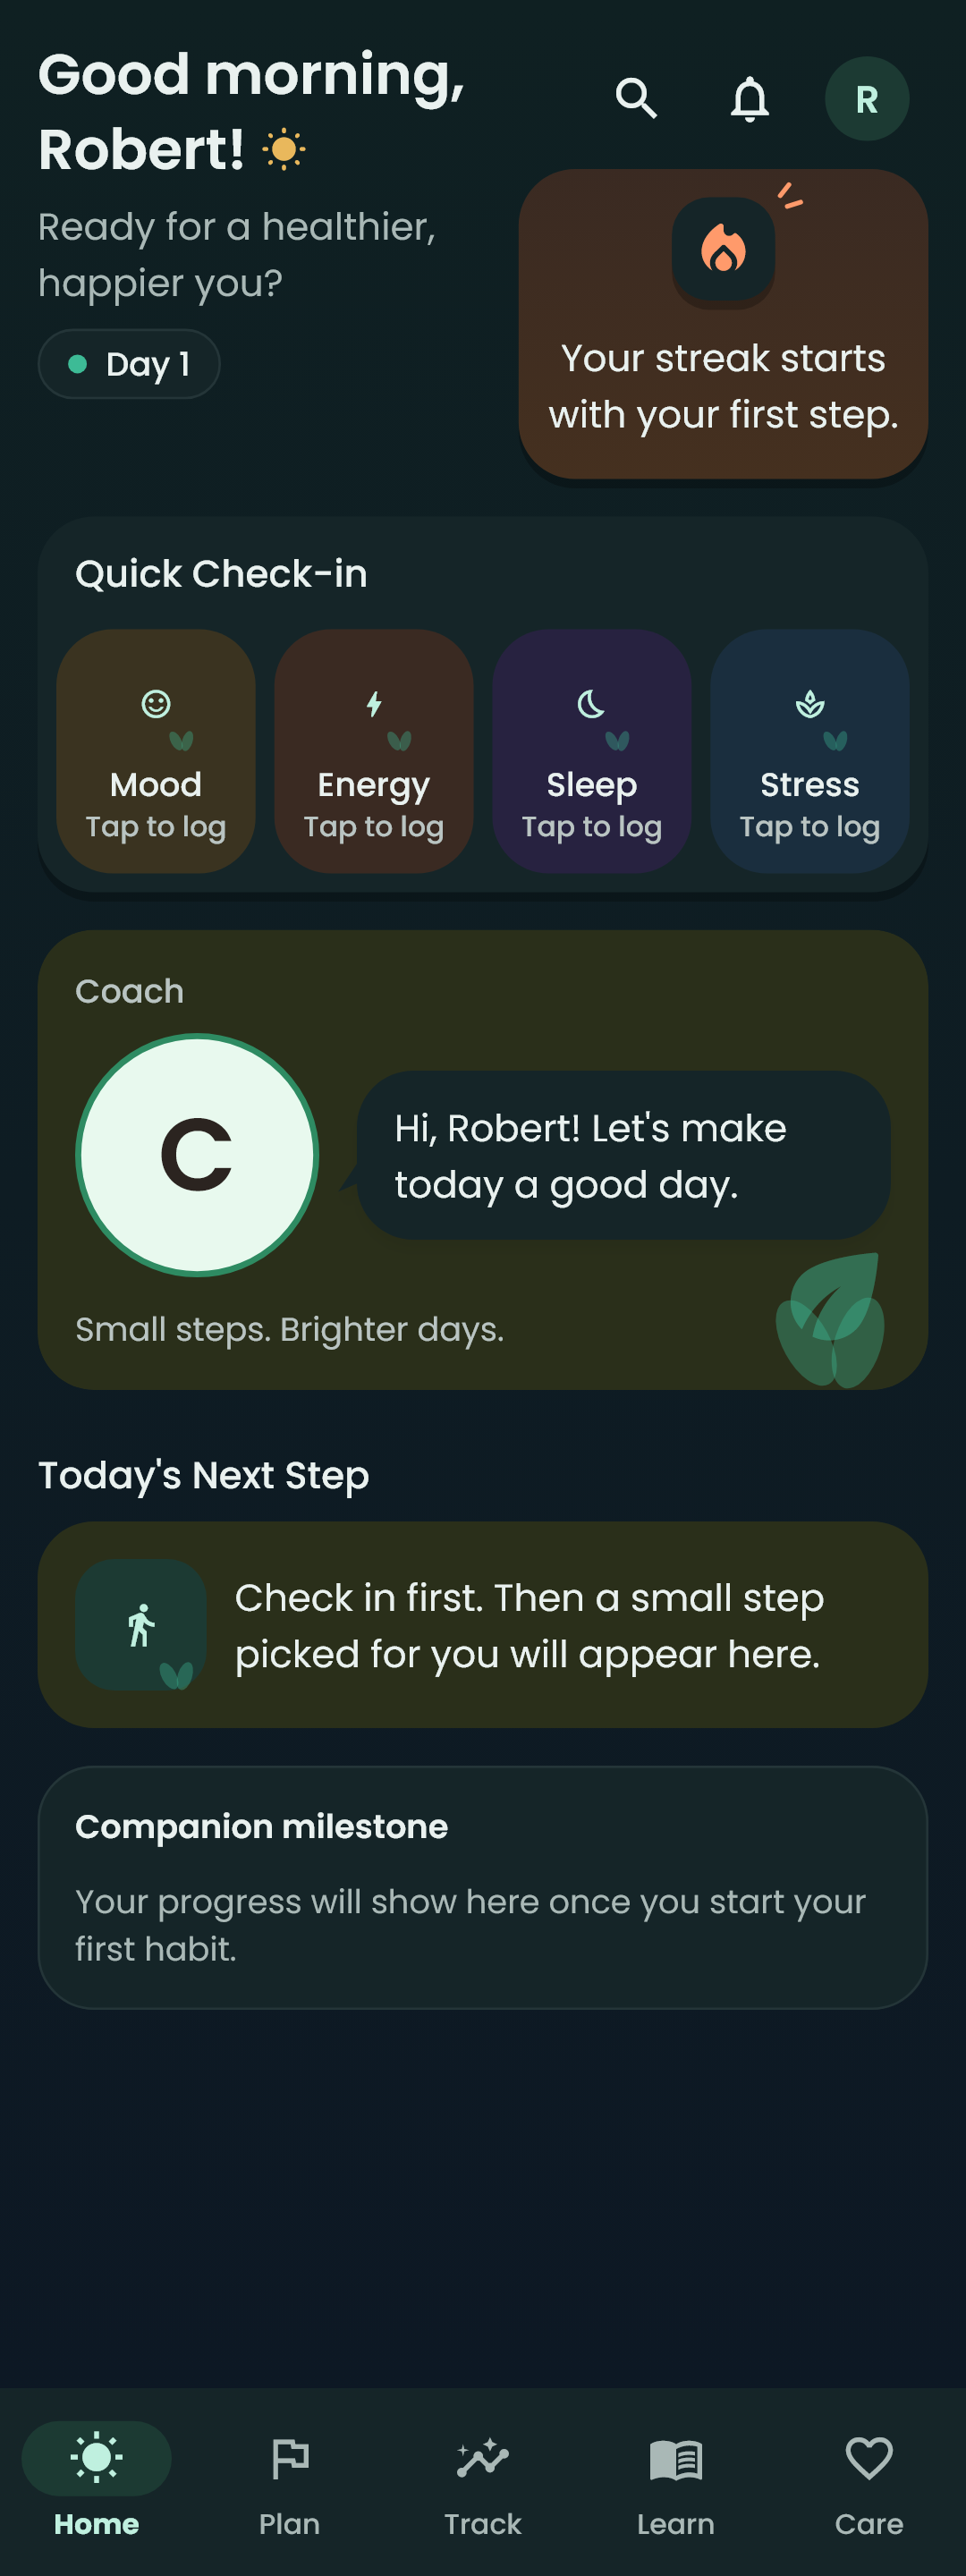 Good morning,
Robert!
R
Ready for a healthier,
happier you?
Day 1
Your streak starts
with your first step.
Quick Check-in
Mood
Tap to log
Energy
Tap to log
Sleep
Tap to log
Stress
Tap to log
Coach
C
Hi, Robert! Let's make
today a good day.
Small steps. Brighter days.
Today's Next Step
Check in first. Then a small step
picked for you will appear here.
Companion milestone
Your progress will show here once you start your
first habit.
Home
Plan
Track
Learn
Care